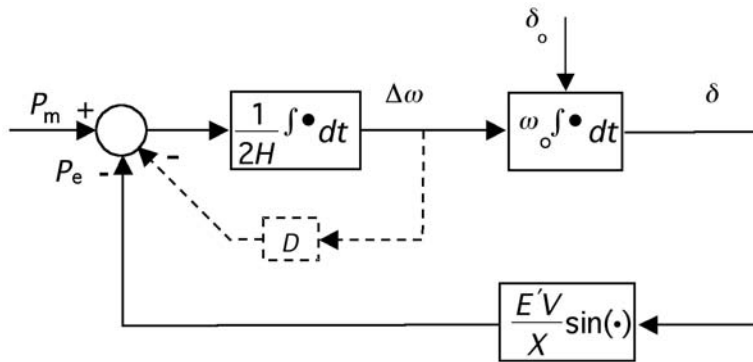 δₒ
Pₘ + 1/2H ∫•dt Δω ωₒ∫•dt δ
-
Pₑ -
D
E′V/X sin(·)